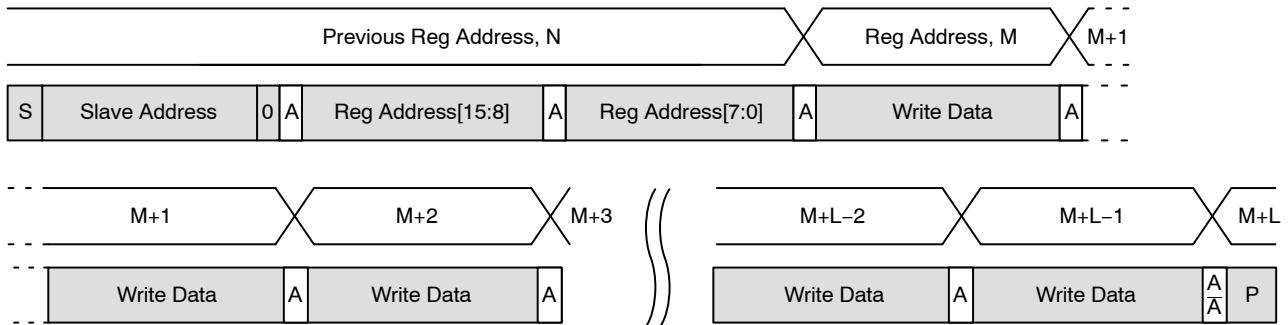 Previous Reg Address, N Reg Address, M M+1
S Slave Address 0 A Reg Address[15:8] A Reg Address[7:0] A Write Data A
M+1 M+2 M+3 M+L−2 M+L−1 M+L
Write Data A Write Data A Write Data A Write Data A/A̅ P